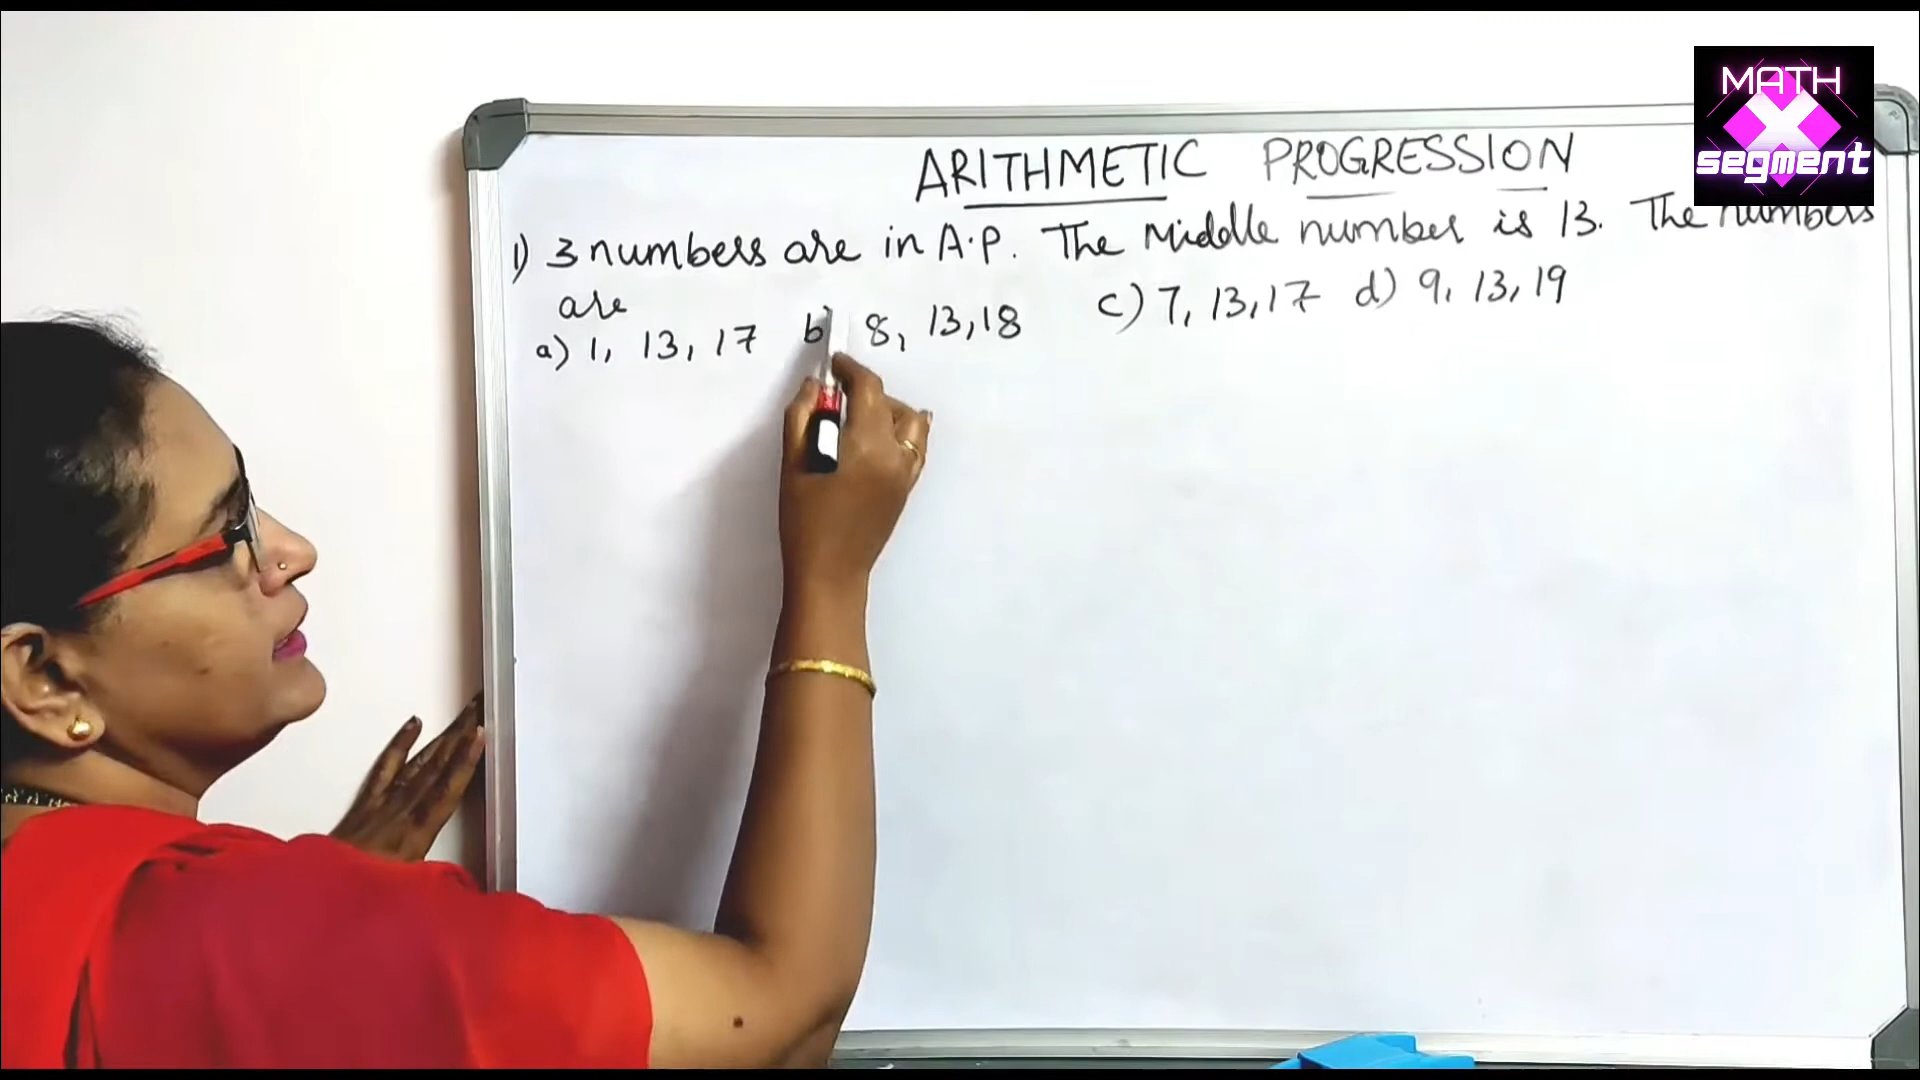 MATH
segment
ARITHMETIC PROGRESSION
1) 3 numbers are in A.P. The Middle number is 13. The numbers
are
a) 1, 13, 17 b) 8, 13, 18 c) 7, 13, 17 d) 9, 13, 19